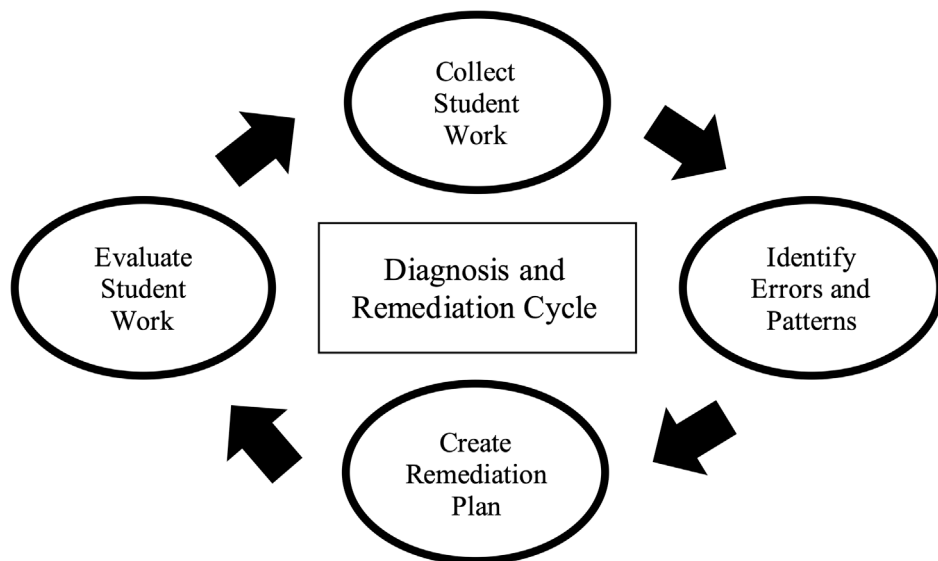 Collect
Student
Work
Identify
Errors and
Patterns
Create
Remediation
Plan
Evaluate
Student
Work
Diagnosis and
Remediation Cycle